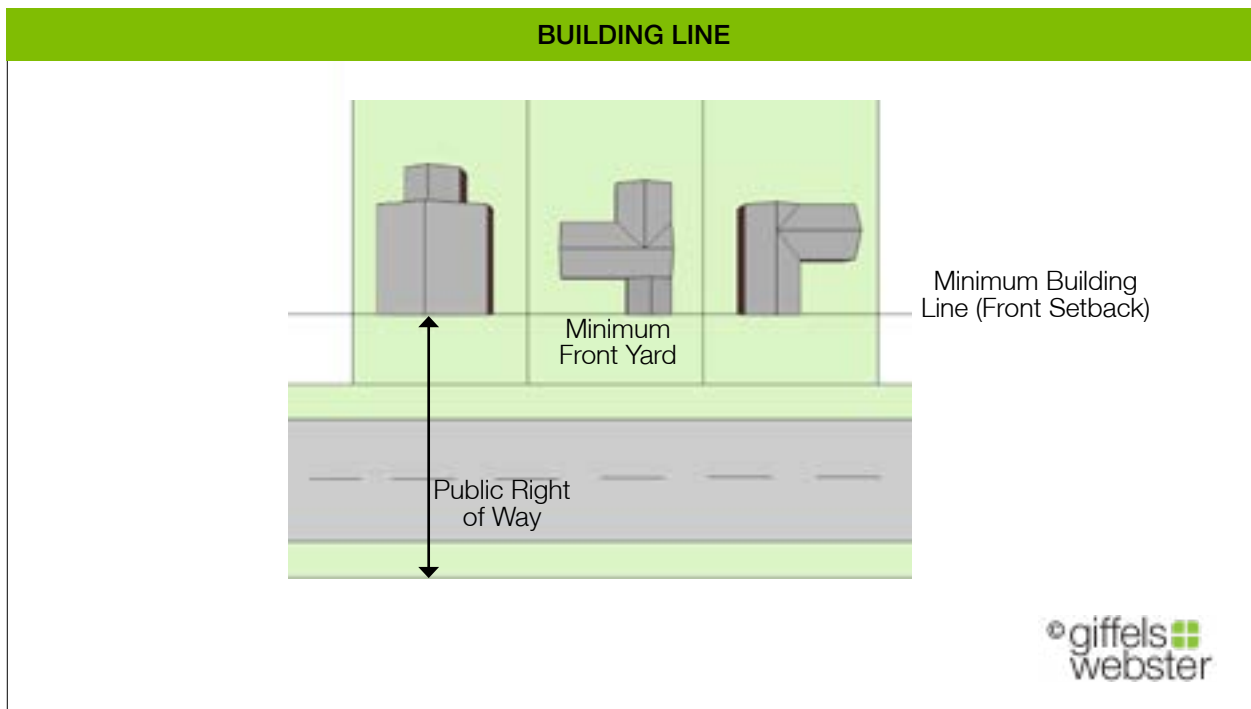 BUILDING LINE
Minimum Building
Line (Front Setback)
Minimum
Front Yard
Public Right
of Way
© giffels
webster